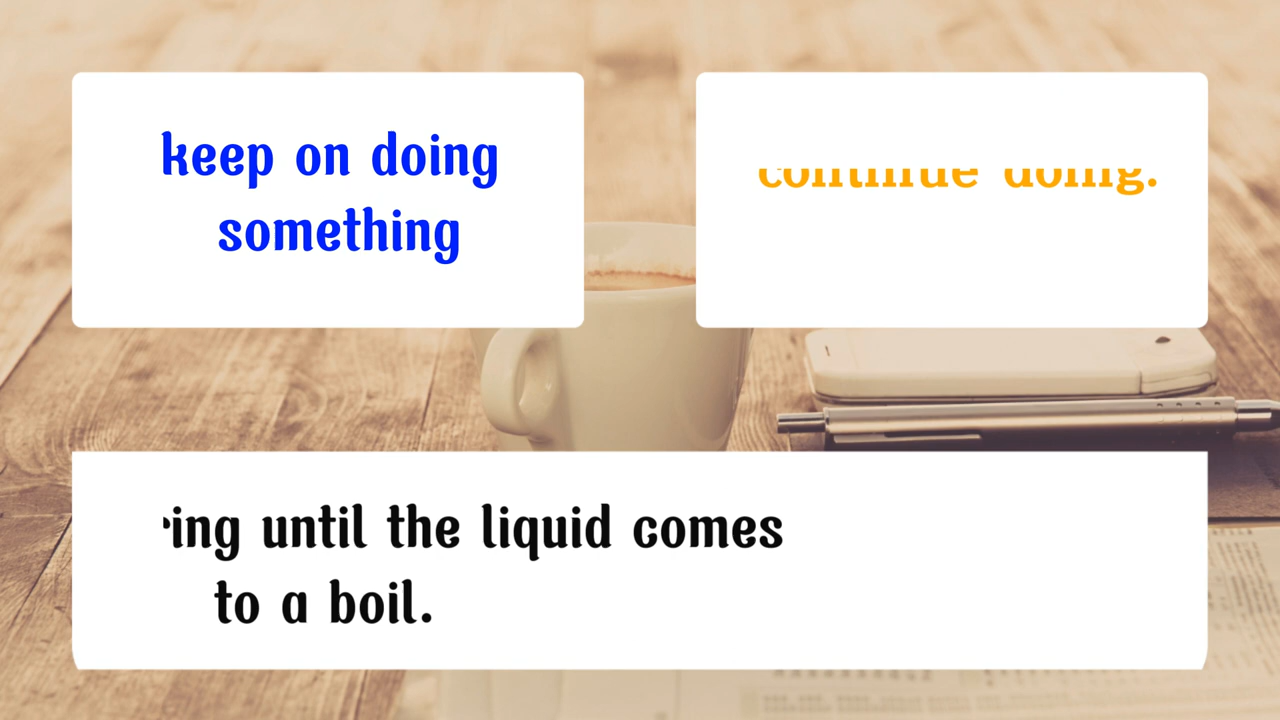 keep on doing
something
continue doing.
until the liquid comes
to a boil.